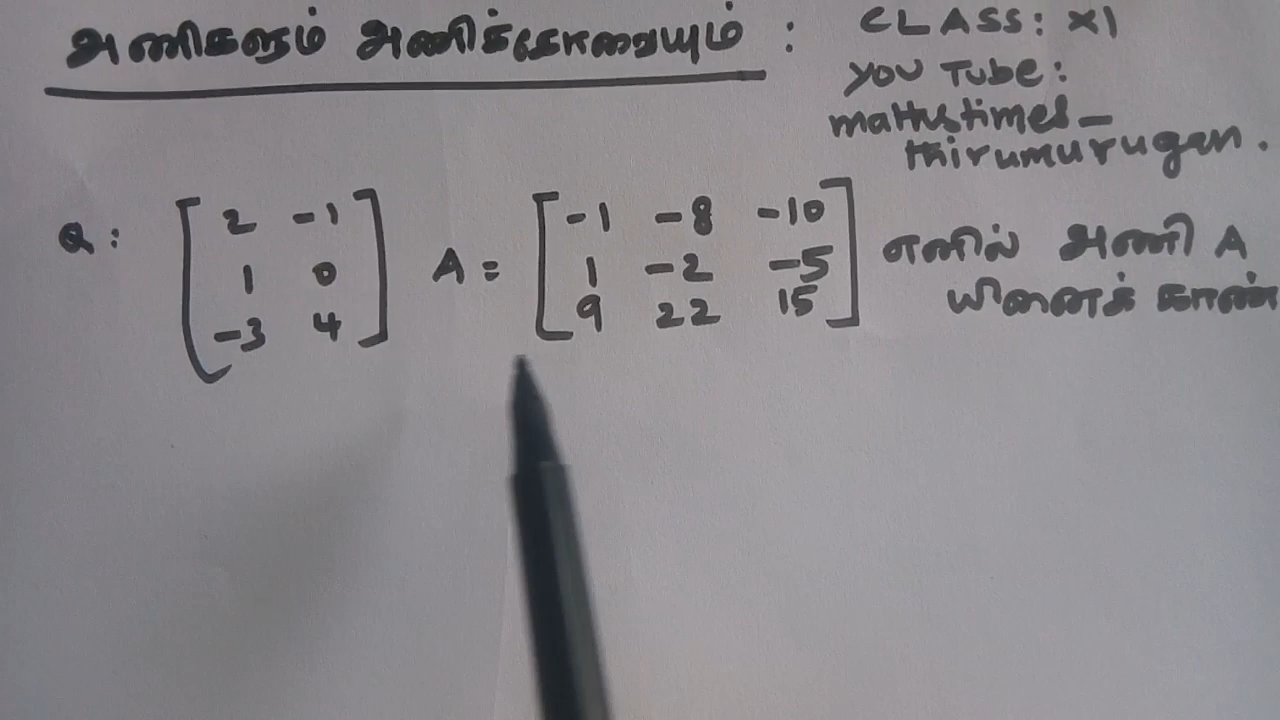 அணிகளும் அணிக்கோவையும் :
CLASS: XI
YOU Tube:
mathstimes-
thirumurugan.
Q: [ 2 -1 ] A = [ -1 -8 -10 ] எனில் அணி A
[ 1 0 ] [ 1 -2 -5 ] யினைக் காண்
[ -3 4 ] [ 9 22 15 ]